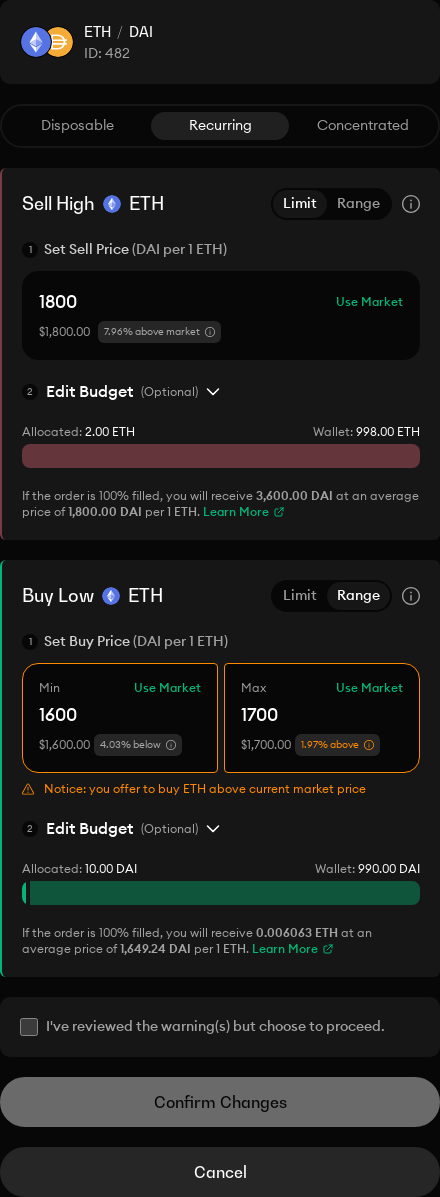 ETH / DAI
ID: 482
Disposable Recurring Concentrated
Sell High ETH Limit Range
1 Set Sell Price (DAI per 1 ETH)
1800 Use Market
$1,800.00 7.96% above market
2 Edit Budget (Optional)
Allocated: 2.00 ETH Wallet: 998.00 ETH
If the order is 100% filled, you will receive 3,600.00 DAI at an average
price of 1,800.00 DAI per 1 ETH. Learn More
Buy Low ETH Limit Range
1 Set Buy Price (DAI per 1 ETH)
Min Use Market Max Use Market
1600 1700
$1,600.00 4.03% below $1,700.00 1.97% above
Notice: you offer to buy ETH above current market price
2 Edit Budget (Optional)
Allocated: 10.00 DAI Wallet: 990.00 DAI
If the order is 100% filled, you will receive 0.006063 ETH at an
average price of 1,649.24 DAI per 1 ETH. Learn More
I've reviewed the warning(s) but choose to proceed.
Confirm Changes
Cancel